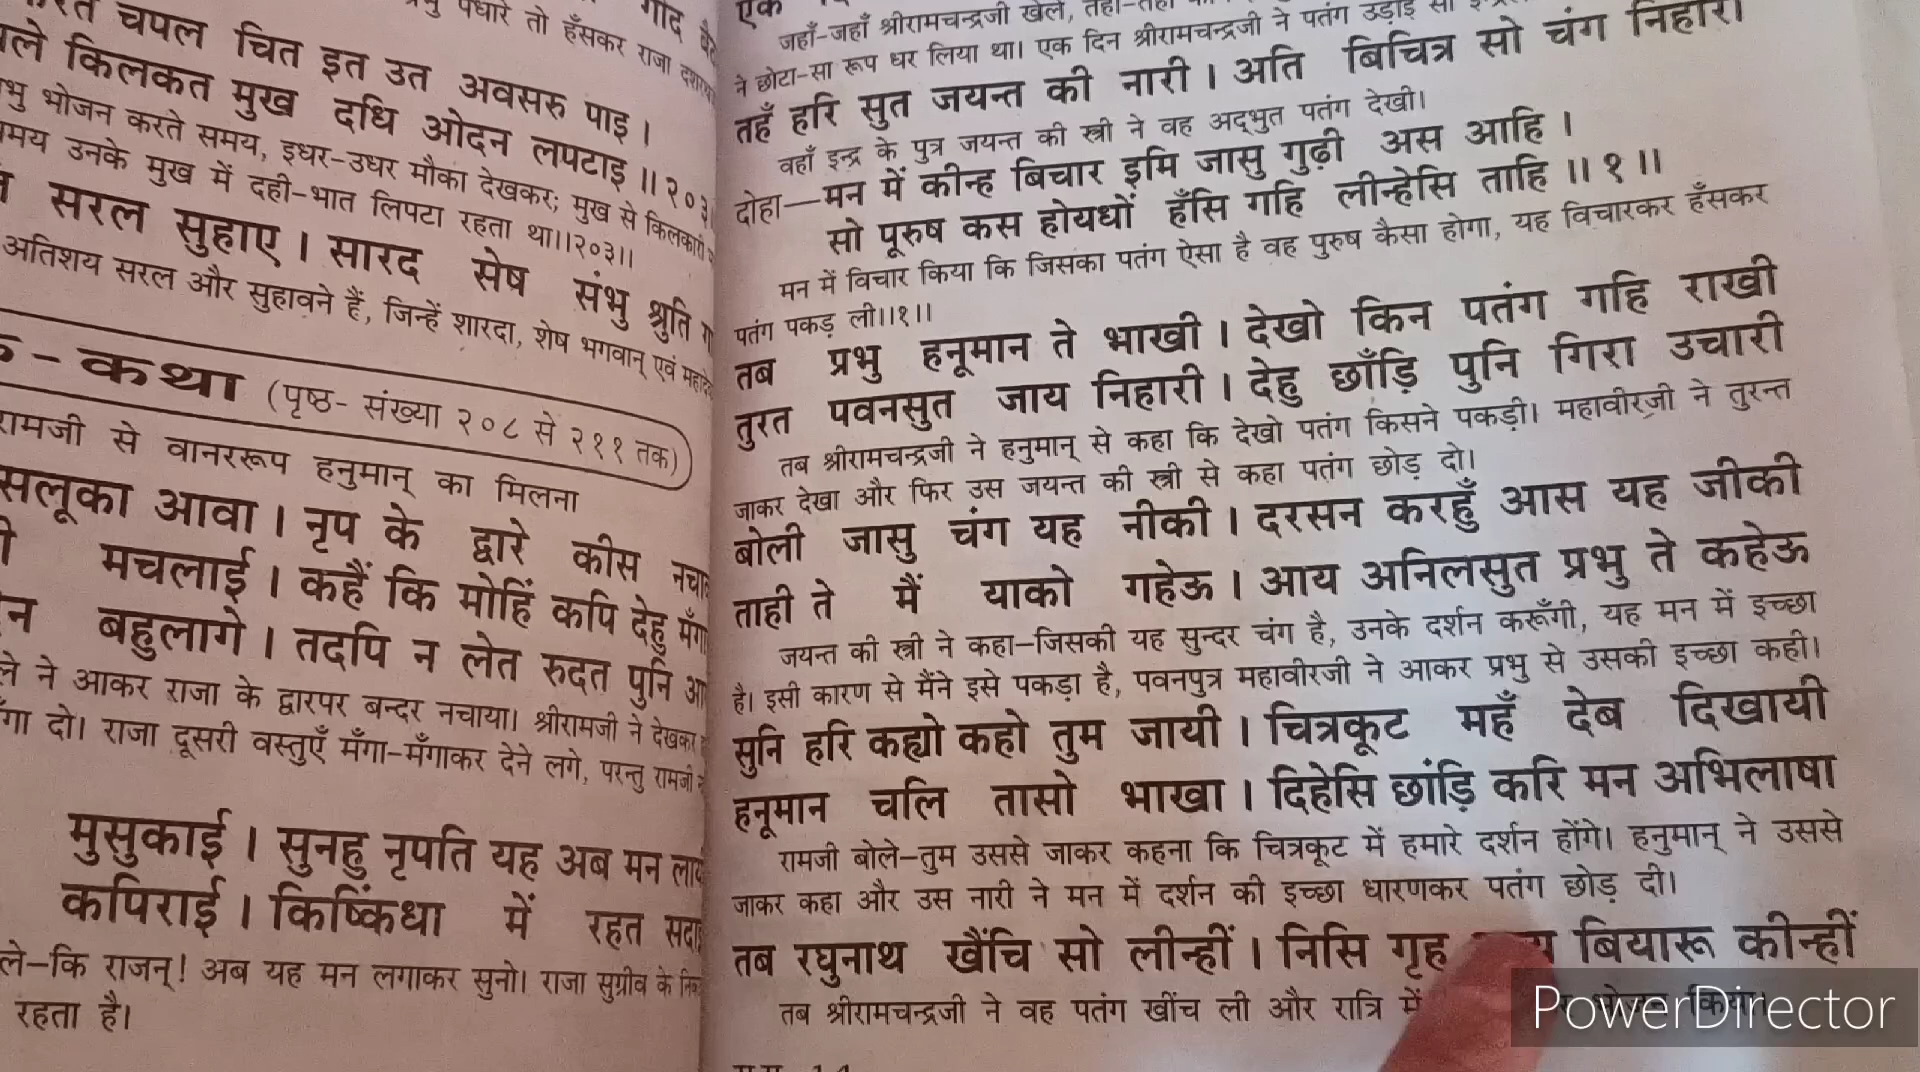 चपल चित इत उत अवसरु पाइ ।
किलकत मुख दधि ओदन लपटाइ ॥२०३
भोजन करते समय, इधर-उधर मौका देखकर; मुख से किलकारी
उनके मुख में दही-भात लिपटा रहता था॥२०३॥
सरल सुहाए । सारद सेष संभु श्रुति
अतिशय सरल और सुहावने हैं, जिन्हें शारदा, शेष भगवान् एवं
- कथा (पृष्ठ- संख्या २०८ से २११ तक)
रामजी से वानररूप हनुमान् का मिलना
आवा । नृप के द्वारे कीस
मचलाई । कहैं कि मोहिं कपि देहु
बहुलागे । तदपि न लेत रुदत पुनि
ने आकर राजा के द्वारपर बन्दर नचाया। श्रीरामजी ने देखकर
दो। राजा दूसरी वस्तुएँ मँगा-मँगाकर देने लगे, परन्तु रामजी
मुसुकाई । सुनहु नृपति यह अब मन
कपिराई । किष्किंधा में रहत
कि राजन्! अब यह मन लगाकर सुनो। राजा सुग्रीव के
रहता है।
एक
जहाँ-जहाँ श्रीरामचन्द्रजी खेले,
ने छोटा-सा रूप धर लिया था। एक दिन श्रीरामचन्द्रजी ने पतंग उड़ाई
तहँ हरि सुत जयन्त की नारी । अति बिचित्र सो चंग निहारी
वहाँ इन्द्र के पुत्र जयन्त की स्त्री ने वह अद्भुत पतंग देखी।
दोहा—मन में कीन्ह बिचार इमि जासु गुढ़ी अस आहि ।
सो पूरुष कस होयधों हँसि गहि लीन्हेसि ताहि ॥ १ ॥
मन में विचार किया कि जिसका पतंग ऐसा है वह पुरुष कैसा होगा, यह विचारकर हँसकर
पतंग पकड़ ली॥१॥
तब प्रभु हनूमान ते भाखी । देखो किन पतंग गहि राखी
तुरत पवनसुत जाय निहारी । देहु छाँड़ि पुनि गिरा उचारी
तब श्रीरामचन्द्रजी ने हनुमान् से कहा कि देखो पतंग किसने पकड़ी। महावीरजी ने तुरन्त
जाकर देखा और फिर उस जयन्त की स्त्री से कहा पतंग छोड़ दो।
बोली जासु चंग यह नीकी । दरसन करहुँ आस यह जीकी
ताही ते मैं याको गहेऊ । आय अनिलसुत प्रभु ते कहेऊ
जयन्त की स्त्री ने कहा-जिसकी यह सुन्दर चंग है, उनके दर्शन करूँगी, यह मन में इच्छा
है। इसी कारण से मैंने इसे पकड़ा है, पवनपुत्र महावीरजी ने आकर प्रभु से उसकी इच्छा कही।
सुनि हरि कह्यो कहो तुम जायी । चित्रकूट महँ देब दिखायी
हनूमान चलि तासो भाखा । दिहेसि छांड़ि करि मन अभिलाषा
रामजी बोले-तुम उससे जाकर कहना कि चित्रकूट में हमारे दर्शन होंगे। हनुमान् ने उससे
जाकर कहा और उस नारी ने मन में दर्शन की इच्छा धारणकर पतंग छोड़ दी।
तब रघुनाथ खैंचि सो लीन्हीं । निसि गृह बियारू कीन्हीं
तब श्रीरामचन्द्रजी ने वह पतंग खींच ली और रात्रि में
PowerDirector